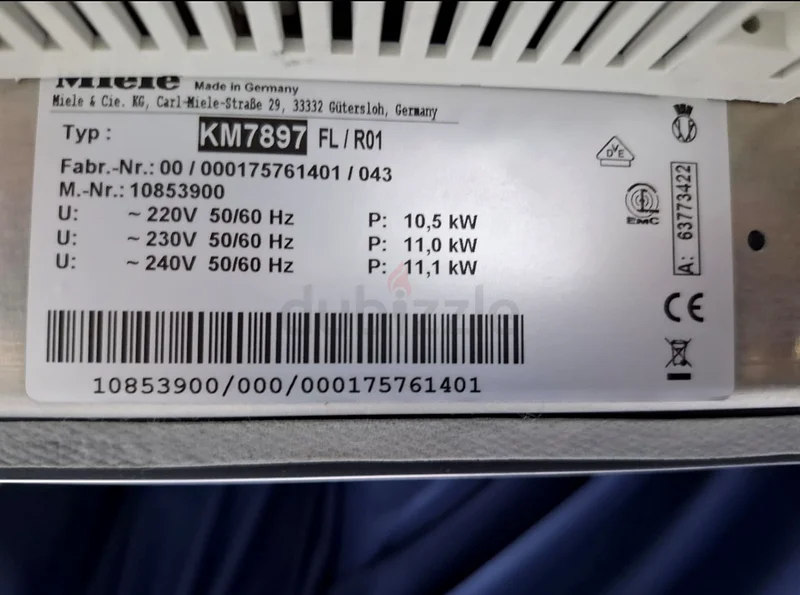 Miele Made in Germany
Miele & Cie. KG, Carl-Miele-Straße 29, 33332 Gütersloh, Germany
Typ : KM7897 FL / R01
Fabr.-Nr.: 00 / 000175761401 / 043
M.-Nr.: 10853900
U: ~ 220V 50/60 Hz P: 10,5 kW
U: ~ 230V 50/60 Hz P: 11,0 kW
U: ~ 240V 50/60 Hz P: 11,1 kW
DVE
EMC
A: 63773422
CE
dubizzle
10853900/000/000175761401